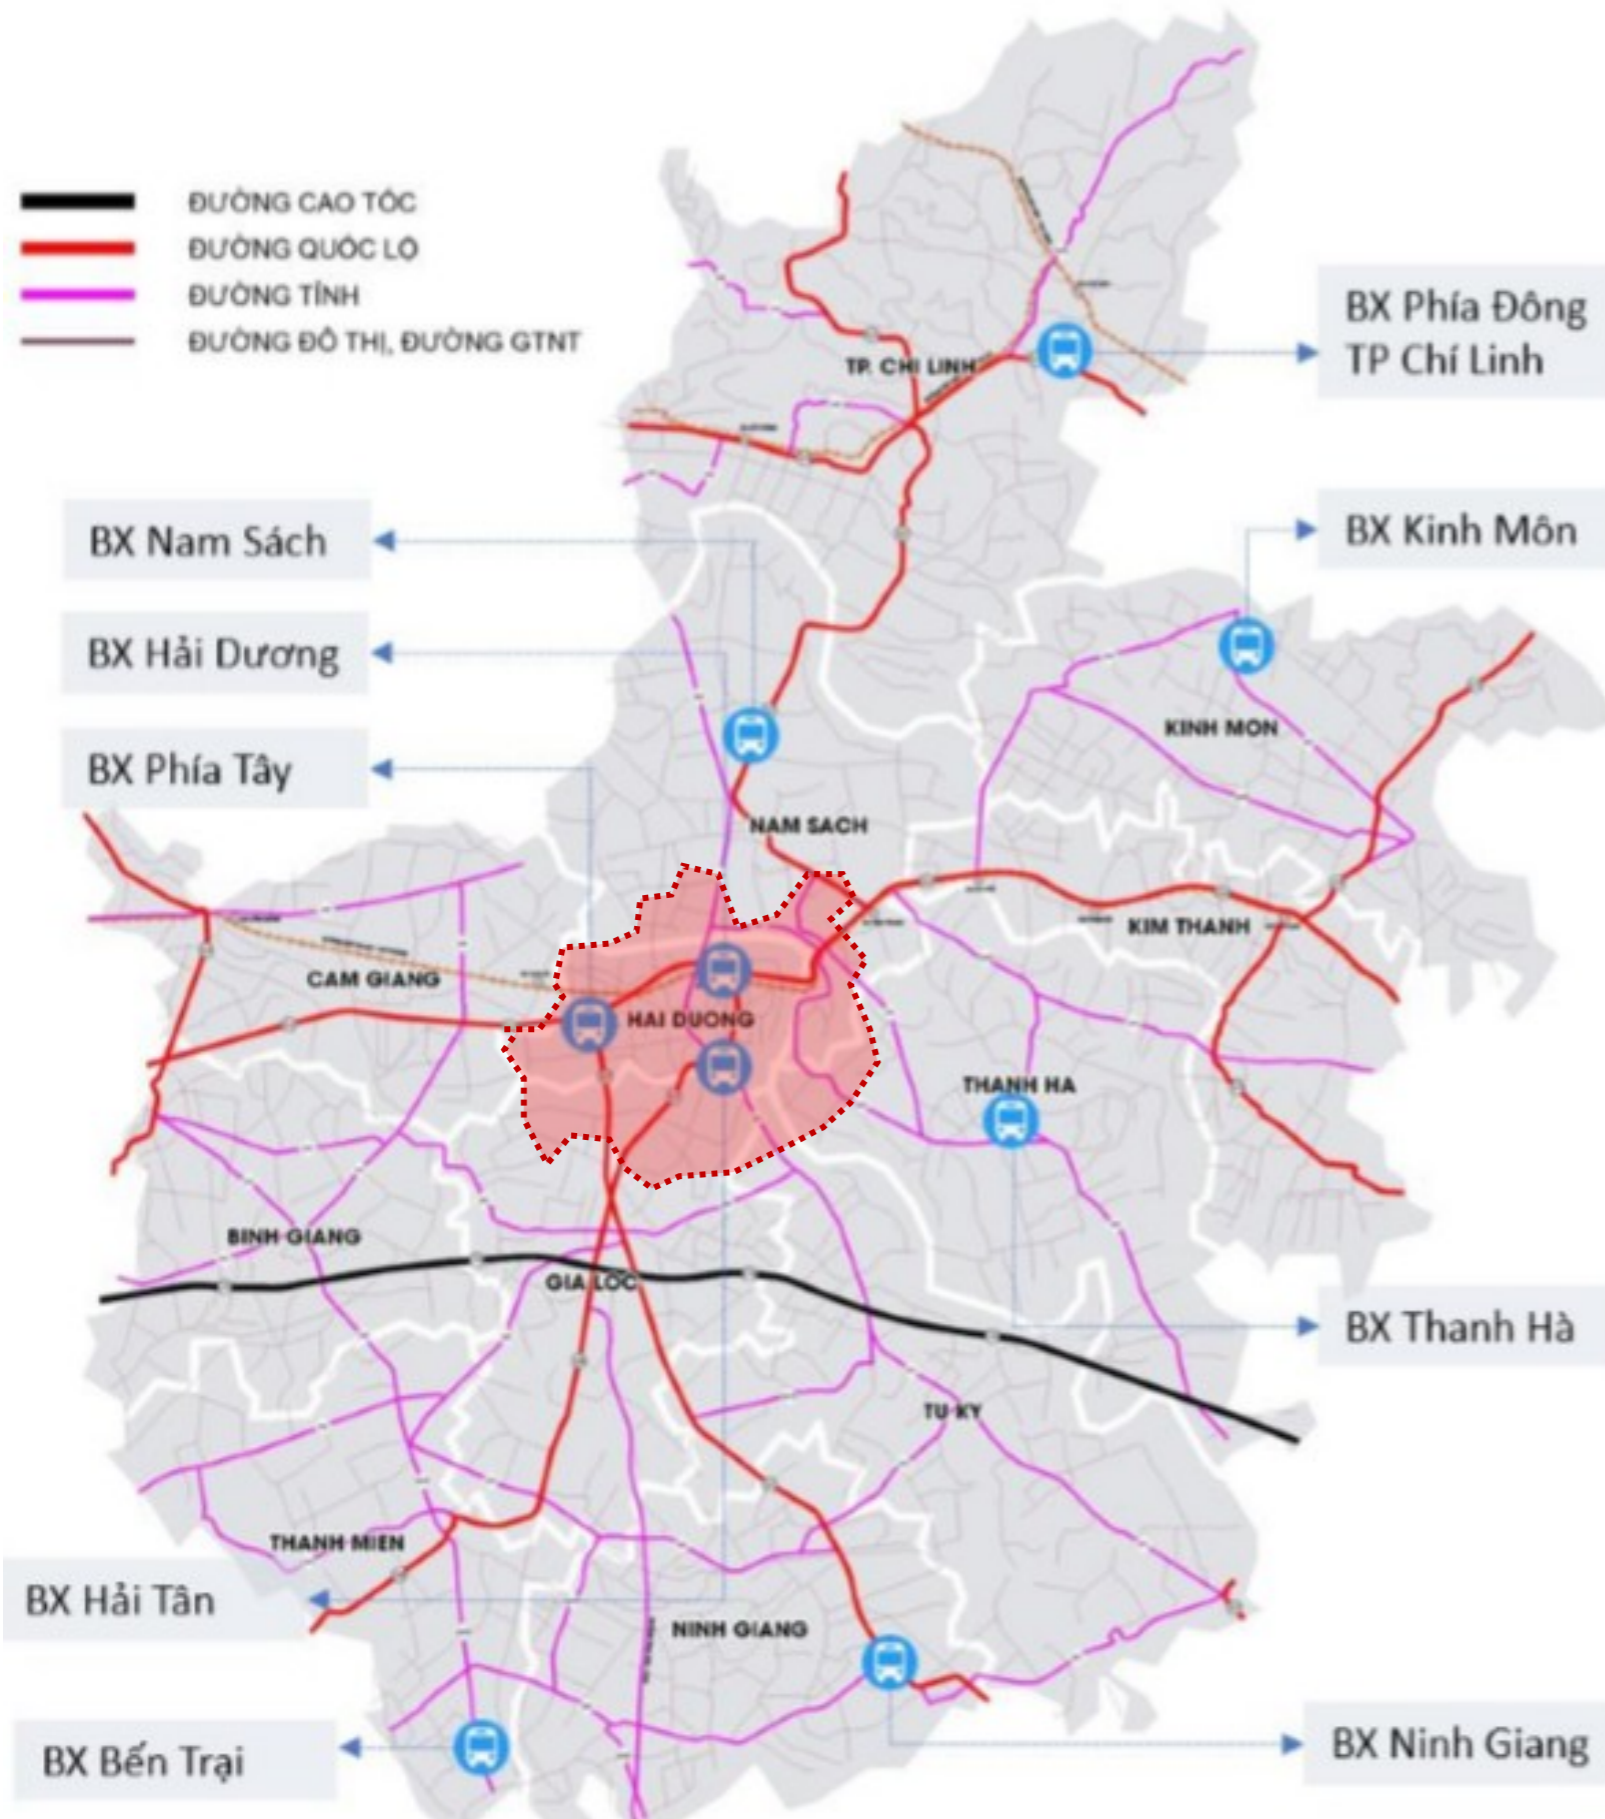 ĐƯỜNG CAO TỐC
ĐƯỜNG QUỐC LỘ
ĐƯỜNG TỈNH
ĐƯỜNG ĐÔ THỊ, ĐƯỜNG GTNT
BX Phía Đông
TP Chí Linh
TP. CHI LINH
BX Nam Sách
BX Kinh Môn
BX Hải Dương
KINH MON
BX Phía Tây
NAM SACH
KIM THANH
CAM GIANG
HAI DUONG
THANH HA
BINH GIANG
GIA LOC
BX Thanh Hà
TU KY
THANH MIEN
BX Hải Tân
NINH GIANG
BX Ninh Giang
BX Bến Trại